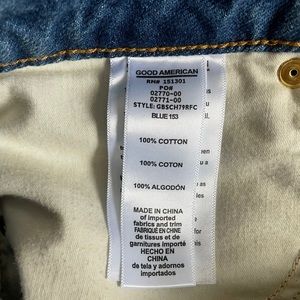 GOOD AMERICAN
RN# 151301
PO#
02770-00
02771-00
STYLE: GBSCH79RFC
BLUE 153
100% COTTON
100% COTON
100% ALGODÓN
MADE IN CHINA
of imported
fabrics and trim
FABRIQUÉ EN CHINE
de tissus et de
garnitures importés
HECHO EN
CHINA
de tela y adornos
importados